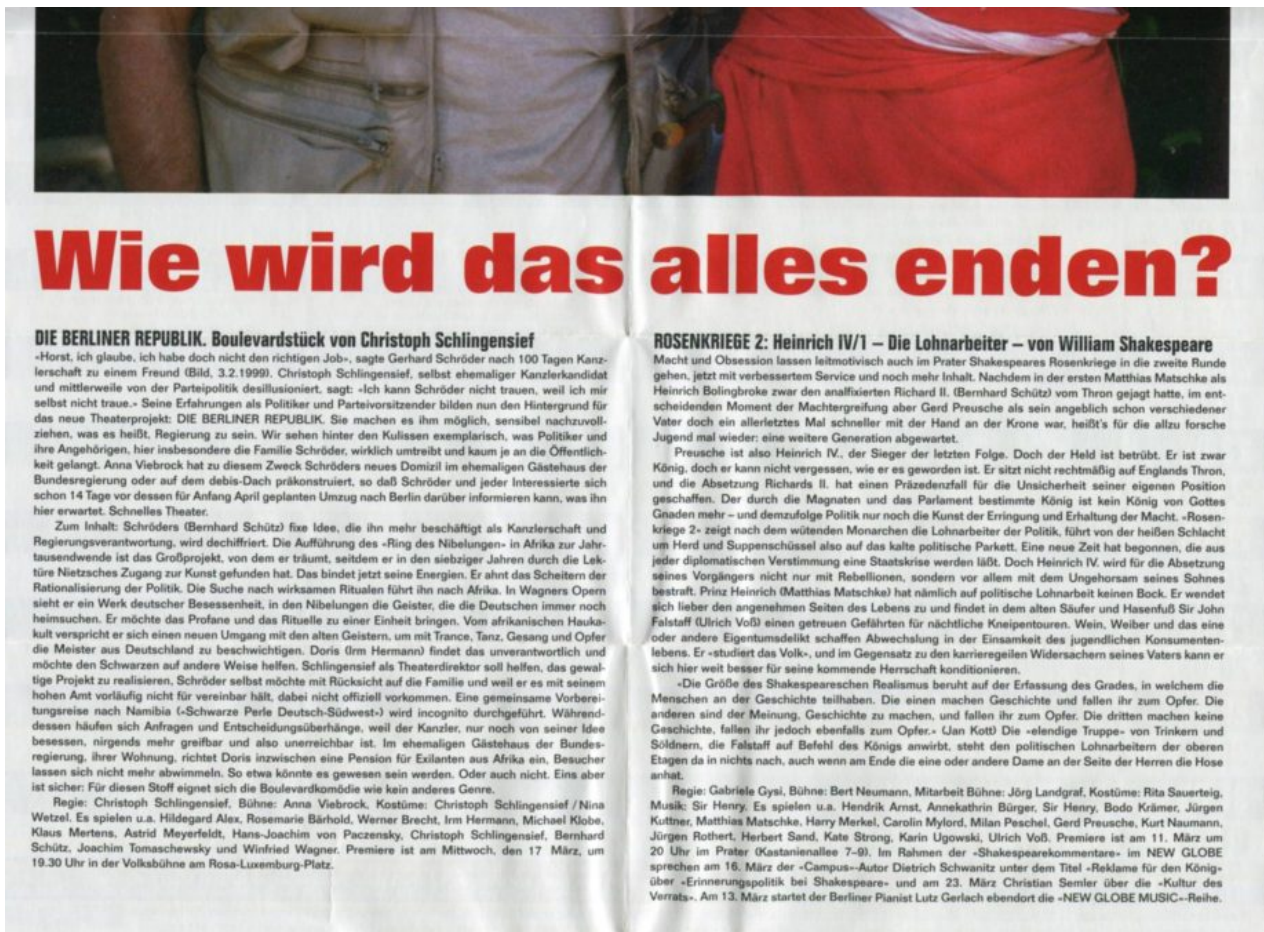 Wie wird das alles enden?
DIE BERLINER REPUBLIK. Boulevardstück von Christoph Schlingensief
«Horst, ich glaube, ich habe doch nicht den richtigen Job», sagte Gerhard Schröder nach 100 Tagen Kanz-
lerschaft zu einem Freund (Bild, 3.2.1999). Christoph Schlingensief, selbst ehemaliger Kanzlerkandidat
und mittlerweile von der Parteipolitik desillusioniert, sagt: «Ich kann Schröder nicht trauen, weil ich mir
selbst nicht traue.» Seine Erfahrungen als Politiker und Parteivorsitzender bilden nun den Hintergrund für
das neue Theaterprojekt: DIE BERLINER REPUBLIK. Sie machen es ihm möglich, sensibel nachzuvoll-
ziehen, was es heißt, Regierung zu sein. Wir sehen hinter den Kulissen exemplarisch, was Politiker und
ihre Angehörigen, hier insbesondere die Familie Schröder, wirklich umtreibt und kaum je an die Öffentlich-
keit gelangt. Anna Viebrock hat zu diesem Zweck Schröders neues Domizil im ehemaligen Gästehaus der
Bundesregierung oder auf dem debis-Dach präkonstruiert, so daß Schröder und jeder Interessierte sich
schon 14 Tage vor dessen für Anfang April geplanten Umzug nach Berlin darüber informieren kann, was ihn
hier erwartet. Schnelles Theater.
Zum Inhalt: Schröders (Bernhard Schütz) fixe Idee, die ihn mehr beschäftigt als Kanzlerschaft und
Regierungsverantwortung, wird dechiffriert. Die Aufführung des «Ring des Nibelungen» in Afrika zur Jahr-
tausendwende ist das Großprojekt, von dem er träumt, seitdem er in den siebziger Jahren durch die Lek-
türe Nietzsches Zugang zur Kunst gefunden hat. Das bindet jetzt seine Energien. Er ahnt das Scheitern der
Rationalisierung der Politik. Die Suche nach wirksamen Ritualen führt ihn nach Afrika. In Wagners Opern
sieht er ein Werk deutscher Besessenheit, in den Nibelungen die Geister, die die Deutschen immer noch
heimsuchen. Er möchte das Profane und das Rituelle zu einer Einheit bringen. Vom afrikanischen Hauka-
kult verspricht er sich einen neuen Umgang mit den alten Geistern, um mit Trance, Tanz, Gesang und Opfer
die Meister aus Deutschland zu beschwichtigen. Doris (Irm Hermann) findet das unverantwortlich und
möchte den Schwarzen auf andere Weise helfen. Schlingensief als Theaterdirektor soll helfen, das gewal-
tige Projekt zu realisieren, Schröder selbst möchte mit Rücksicht auf die Familie und weil er es mit seinem
hohen Amt vorläufig nicht für vereinbar hält, dabei nicht offiziell vorkommen. Eine gemeinsame Vorberei-
tungsreise nach Namibia («Schwarze Perle Deutsch-Südwest») wird incognito durchgeführt. Während-
dessen häufen sich Anfragen und Entscheidungsüberhänge, weil der Kanzler, nur noch von seiner Idee
besessen, nirgends mehr greifbar und also unerreichbar ist. Im ehemaligen Gästehaus der Bundes-
regierung, ihrer Wohnung, richtet Doris inzwischen eine Pension für Exilanten aus Afrika ein, Besucher
lassen sich nicht mehr abwimmeln. So etwa könnte es gewesen sein werden. Oder auch nicht. Eins aber
ist sicher: Für diesen Stoff eignet sich die Boulevardkomödie wie kein anderes Genre.
Regie: Christoph Schlingensief, Bühne: Anna Viebrock, Kostüme: Christoph Schlingensief / Nina
Wetzel. Es spielen u.a. Hildegard Alex, Rosemarie Bärhold, Werner Brecht, Irm Hermann, Michael Klobe,
Klaus Mertens, Astrid Meyerfeldt, Hans-Joachim von Paczensky, Christoph Schlingensief, Bernhard
Schütz, Joachim Tomaschewsky und Winfried Wagner. Premiere ist am Mittwoch, den 17 März, um
19.30 Uhr in der Volksbühne am Rosa-Luxemburg-Platz.
ROSENKRIEGE 2: Heinrich IV/1 – Die Lohnarbeiter – von William Shakespeare
Macht und Obsession lassen leitmotivisch auch im Prater Shakespeares Rosenkriege in die zweite Runde
gehen, jetzt mit verbessertem Service und noch mehr Inhalt. Nachdem in der ersten Matthias Matschke als
Heinrich Bolingbroke zwar den analfixierten Richard II. (Bernhard Schütz) vom Thron gejagt hatte, im ent-
scheidenden Moment der Machtergreifung aber Gerd Preusche als sein angeblich schon verschiedener
Vater doch ein allerletztes Mal schneller mit der Hand an der Krone war, heißt's für die allzu forsche
Jugend mal wieder: eine weitere Generation abgewartet.
Preusche ist also Heinrich IV., der Sieger der letzten Folge. Doch der Held ist betrübt. Er ist zwar
König, doch er kann nicht vergessen, wie er es geworden ist. Er sitzt nicht rechtmäßig auf Englands Thron,
und die Absetzung Richards II. hat einen Präzedenzfall für die Unsicherheit seiner eigenen Position
geschaffen. Der durch die Magnaten und das Parlament bestimmte König ist kein König von Gottes
Gnaden mehr – und demzufolge Politik nur noch die Kunst der Erringung und Erhaltung der Macht. «Rosen-
kriege 2» zeigt nach dem wütenden Monarchen die Lohnarbeiter der Politik, führt von der heißen Schlacht
um Herd und Suppenschüssel also auf das kalte politische Parkett. Eine neue Zeit hat begonnen, die aus
jeder diplomatischen Verstimmung eine Staatskrise werden läßt. Doch Heinrich IV. wird für die Absetzung
seines Vorgängers nicht nur mit Rebellionen, sondern vor allem mit dem Ungehorsam seines Sohnes
bestraft. Prinz Heinrich (Matthias Matschke) hat nämlich auf politische Lohnarbeit keinen Bock. Er wendet
sich lieber den angenehmen Seiten des Lebens zu und findet in dem alten Säufer und Hasenfuß Sir John
Falstaff (Ulrich Voß) einen getreuen Gefährten für nächtliche Kneipentouren. Wein, Weiber und das eine
oder andere Eigentumsdelikt schaffen Abwechslung in der Einsamkeit des jugendlichen Konsumenten-
lebens. Er «studiert das Volk», und im Gegensatz zu den karrieregeilen Widersachern seines Vaters kann er
sich hier weit besser für seine kommende Herrschaft konditionieren.
«Die Größe des Shakespeareschen Realismus beruht auf der Erfassung des Grades, in welchem die
Menschen an der Geschichte teilhaben. Die einen machen Geschichte und fallen ihr zum Opfer. Die
anderen sind der Meinung, Geschichte zu machen, und fallen ihr zum Opfer. Die dritten machen keine
Geschichte, fallen ihr jedoch ebenfalls zum Opfer.» (Jan Kott) Die «elendige Truppe» von Trinkern und
Söldnern, die Falstaff auf Befehl des Königs anwirbt, steht den politischen Lohnarbeitern der oberen
Etagen da in nichts nach, auch wenn am Ende die eine oder andere Dame an der Seite der Herren die Hose
anhat.
Regie: Gabriele Gysi, Bühne: Bert Neumann, Mitarbeit Bühne: Jörg Landgraf, Kostüme: Rita Sauerteig,
Musik: Sir Henry. Es spielen u.a. Hendrik Arnst, Annekathrin Bürger, Sir Henry, Bodo Krämer, Jürgen
Kuttner, Matthias Matschke, Harry Merkel, Carolin Mylord, Milan Peschel, Gerd Preusche, Kurt Naumann,
Jürgen Rothert, Herbert Sand, Kate Strong, Karin Ugowski, Ulrich Voß. Premiere ist am 11. März um
20 Uhr im Prater (Kastanienallee 7–9). Im Rahmen der «Shakespearekommentare» im NEW GLOBE
sprechen am 16. März der «Campus»-Autor Dietrich Schwanitz unter dem Titel «Reklame für den König»
über «Erinnerungspolitik bei Shakespeare» und am 23. März Christian Semler über die «Kultur des
Verrats». Am 13. März startet der Berliner Pianist Lutz Gerlach ebendort die «NEW GLOBE MUSIC»-Reihe.